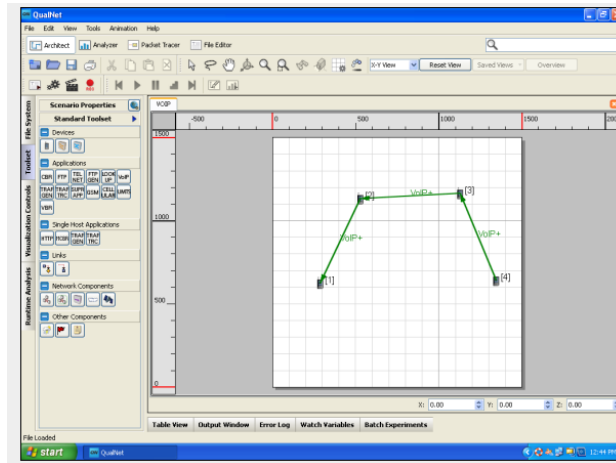 QualNet
File Edit View Tools Animation Help
Architect Analyzer Packet Tracer File Editor
X-Y View Reset View Saved Views Overview
File System
Toolset
Visualization Controls
Runtime Analysis
Scenario Properties
Standard Toolset
Devices
Applications
CBR FTP TEL NET FTP GEN LOOK UP VoIP
TRAF GEN TRAF TRC SUPR APP GSM CELL ULAR UMTS
VBR
Single Host Applications
HTTP MCBR TRAF GEN TRAF TRC
Links
Network Components
Other Components
VOIP
-500 0 500 1000 1500 200
1500
1000
500
0
[2] VoIP+ [3]
VoIP+ VoIP+
[1] [4]
X: 0.00 Y: 0.00 Z: 0.00
Table View Output Window Error Log Watch Variables Batch Experiments
File Loaded
start QualNet 12:44 PM